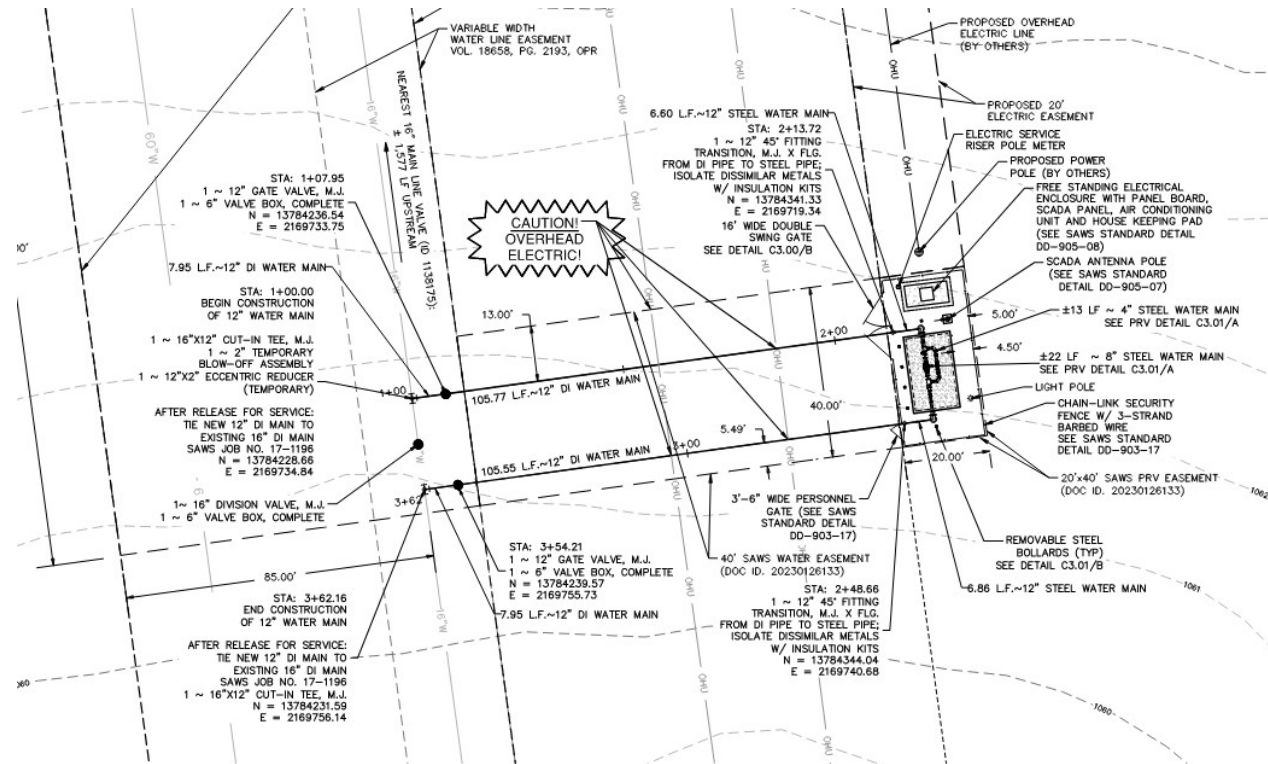 VARIABLE WIDTH
WATER LINE EASEMENT
VOL. 18658, PG. 2193, OPR
PROPOSED OVERHEAD
ELECTRIC LINE
(BY OTHERS)
PROPOSED 20'
ELECTRIC EASEMENT
ELECTRIC SERVICE
RISER POLE METER
PROPOSED POWER
POLE (BY OTHERS)
FREE STANDING ELECTRICAL
ENCLOSURE WITH PANEL BOARD,
SCADA PANEL, AIR CONDITIONING
UNIT AND HOUSE KEEPING PAD
(SEE SAWS STANDARD DETAIL
DD-905-08)
SCADA ANTENNA POLE
(SEE SAWS STANDARD
DETAIL DD-905-07)
5.00'
±13 LF ~ 4" STEEL WATER MAIN
SEE PRV DETAIL C3.01/A
4.50'
±22 LF ~ 8" STEEL WATER MAIN
SEE PRV DETAIL C3.01/A
LIGHT POLE
CHAIN-LINK SECURITY
FENCE W/ 3-STRAND
BARBED WIRE
SEE SAWS STANDARD
DETAIL DD-903-17
20.00'
20'x40' SAWS PRV EASEMENT
(DOC ID. 20230126133)
REMOVABLE STEEL
BOLLARDS (TYP)
SEE DETAIL C3.01/B
6.86 L.F.~12" STEEL WATER MAIN
6.60 L.F.~12" STEEL WATER MAIN
STA: 2+13.72
1 ~ 12" 45° FITTING
TRANSITION, M.J. X FLG.
FROM DI PIPE TO STEEL PIPE;
ISOLATE DISSIMILAR METALS
W/ INSULATION KITS
N = 13784341.33
E = 2169719.34
16' WIDE DOUBLE
SWING GATE
SEE DETAIL C3.00/B
NEAREST 16" MAIN LINE VALVE (ID 1138175):
± 1,577 LF UPSTREAM
CAUTION!
OVERHEAD
ELECTRIC!
STA: 1+07.95
1 ~ 12" GATE VALVE, M.J.
1 ~ 6" VALVE BOX, COMPLETE
N = 13784236.54
E = 2169733.75
7.95 L.F.~12" DI WATER MAIN
STA: 1+00.00
BEGIN CONSTRUCTION
OF 12" WATER MAIN
1 ~ 16"X12" CUT-IN TEE, M.J.
1 ~ 2" TEMPORARY
BLOW-OFF ASSEMBLY
1 ~ 12"X2" ECCENTRIC REDUCER
(TEMPORARY)
AFTER RELEASE FOR SERVICE:
TIE NEW 12" DI MAIN TO
EXISTING 16" DI MAIN
SAWS JOB NO. 17-1196
N = 13784228.66
E = 2169734.84
1~ 16" DIVISION VALVE, M.J.
1 ~ 6" VALVE BOX, COMPLETE
13.00'
1+00
2+00
105.77 L.F.~12" DI WATER MAIN
40.00'
5.49'
3+00
105.55 L.F.~12" DI WATER MAIN
3+62
85.00'
STA: 3+62.16
END CONSTRUCTION
OF 12" WATER MAIN
AFTER RELEASE FOR SERVICE:
TIE NEW 12" DI MAIN TO
EXISTING 16" DI MAIN
SAWS JOB NO. 17-1196
1 ~ 16"X12" CUT-IN TEE, M.J.
N = 13784231.59
E = 2169756.14
STA: 3+54.21
1 ~ 12" GATE VALVE, M.J.
1 ~ 6" VALVE BOX, COMPLETE
N = 13784239.57
E = 2169755.73
7.95 L.F.~12" DI WATER MAIN
3'-6" WIDE PERSONNEL
GATE (SEE SAWS
STANDARD DETAIL
DD-903-17)
40' SAWS WATER EASEMENT
(DOC ID. 20230126133)
STA: 2+48.66
1 ~ 12" 45° FITTING
TRANSITION, M.J. X FLG.
FROM DI PIPE TO STEEL PIPE;
ISOLATE DISSIMILAR METALS
W/ INSULATION KITS
N = 13784344.04
E = 2169740.68
60"W
16"W
16"W
OHU
OHU
OHU
OHU
OHU
OHU
OHU
OHU
OHU
OHU
1062
1061
1060